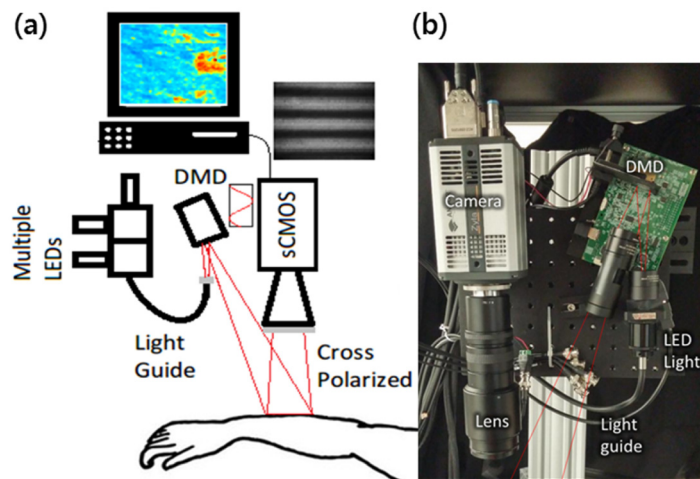 (a)
(b)
DMD
Multiple
LEDs
sCMOS
Light
Guide
Cross
Polarized
Camera
DMD
Lens
LED
Light
Light
guide